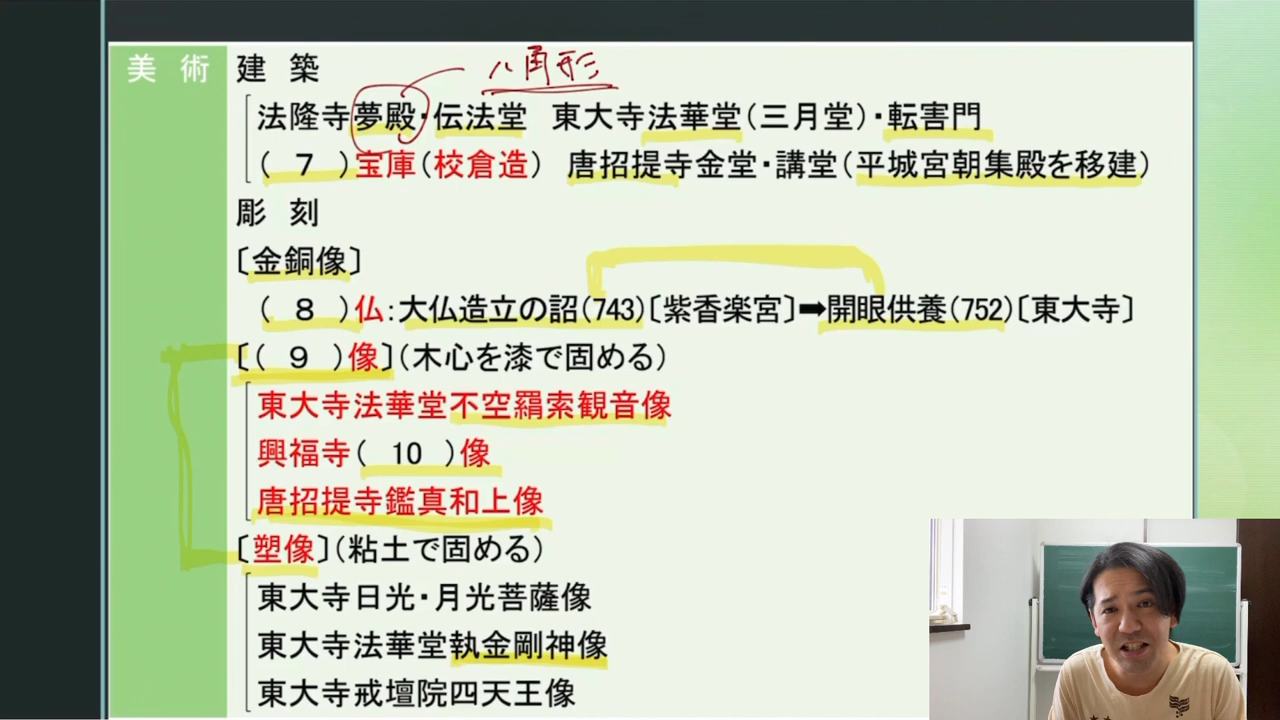 美 術
建 築
八角形
法隆寺夢殿・伝法堂 東大寺法華堂(三月堂)・転害門
( 7 )宝庫(校倉造) 唐招提寺金堂・講堂(平城宮朝集殿を移建)
彫 刻
〔金銅像〕
( 8 )仏:大仏造立の詔(743)〔紫香楽宮〕➡開眼供養(752)〔東大寺〕
〔( 9 )像〕(木心を漆で固める)
東大寺法華堂不空羂索観音像
興福寺( 10 )像
唐招提寺鑑真和上像
〔塑像〕(粘土で固める)
東大寺日光・月光菩薩像
東大寺法華堂執金剛神像
東大寺戒壇院四天王像